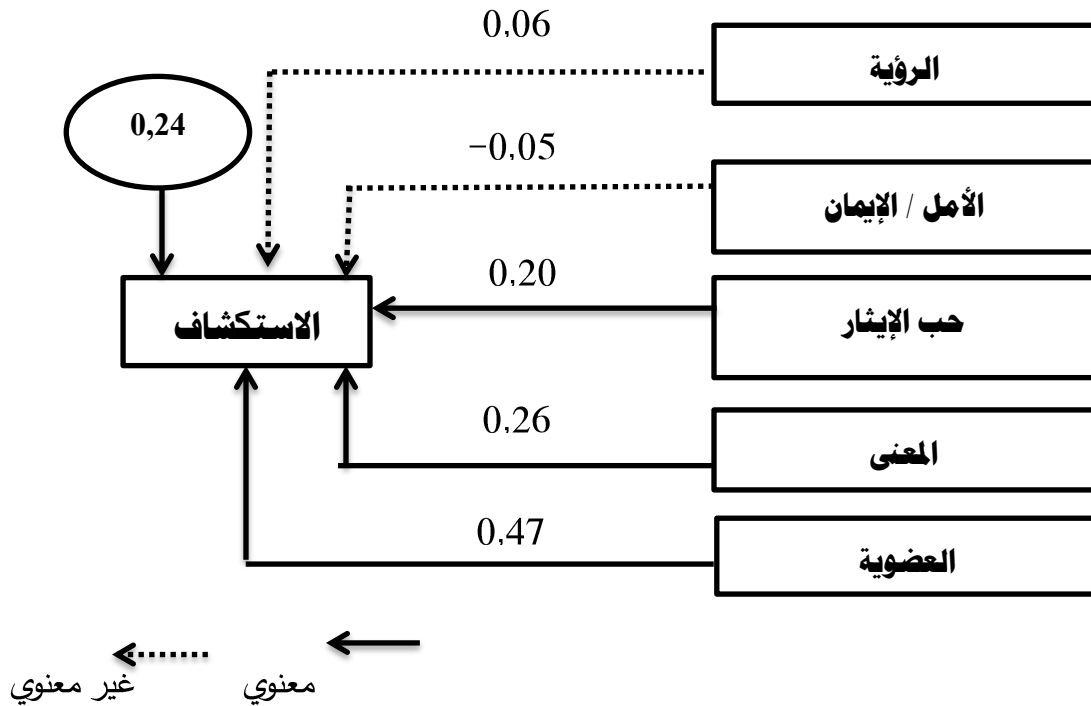 0,06
الرؤية
0,24
-0,05
الأمل / الإيمان
0,20
حب الإيثار
الاستكشاف
0,26
المعنى
0,47
العضوية
معنوي
غير معنوي